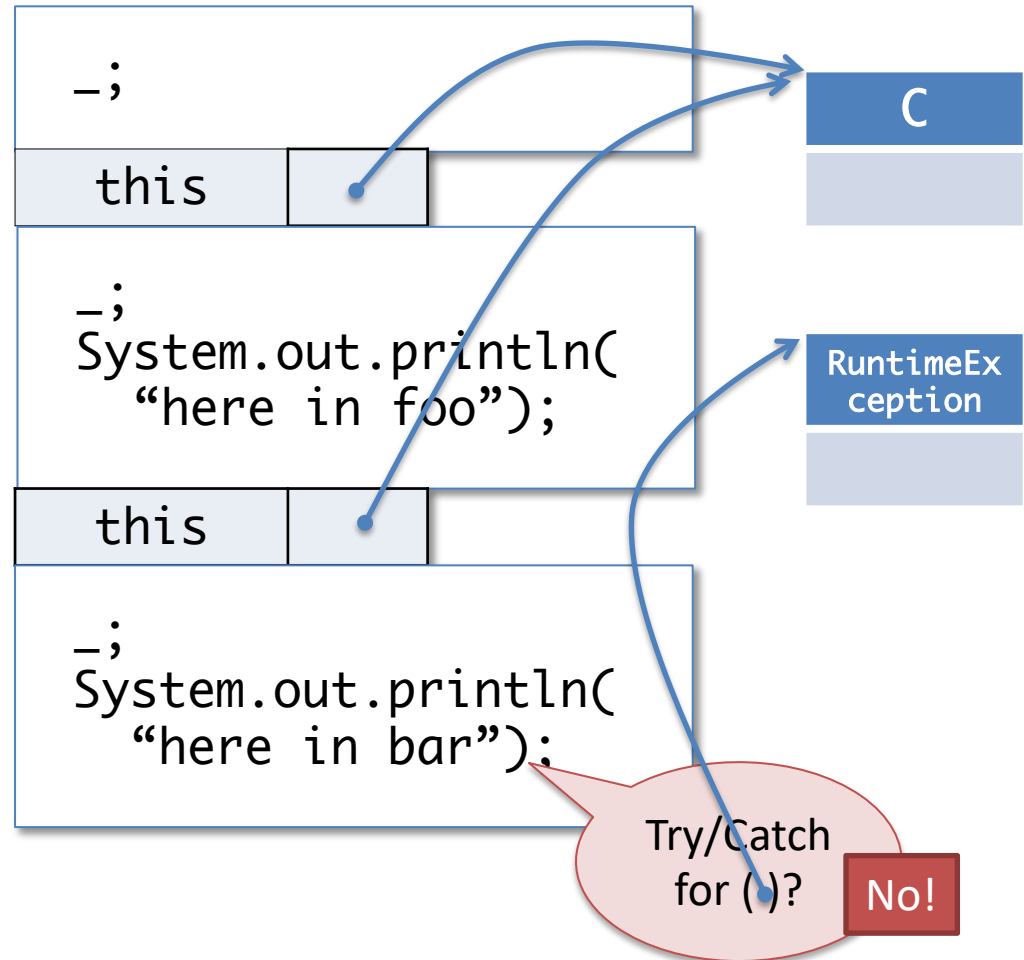 _;
this
_;
System.out.println(
“here in foo”);
this
_;
System.out.println(
“here in bar”);
Try/Catch
for ( )?
No!
C
RuntimeEx
ception